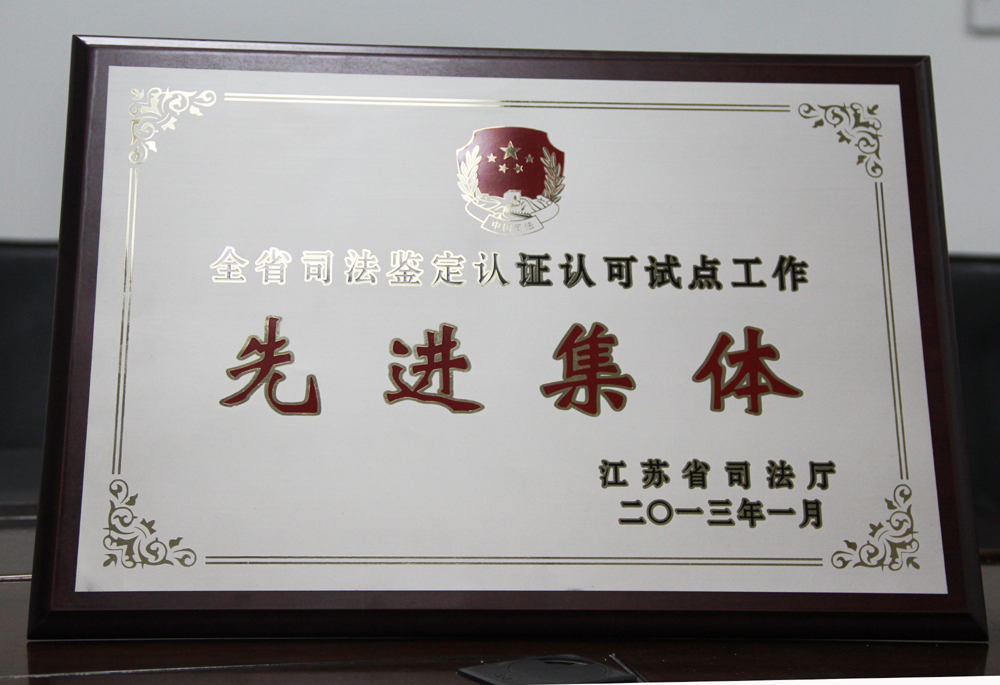 全省司法鉴定认证认可试点工作
先进集体
江苏省司法厅
二〇一三年一月